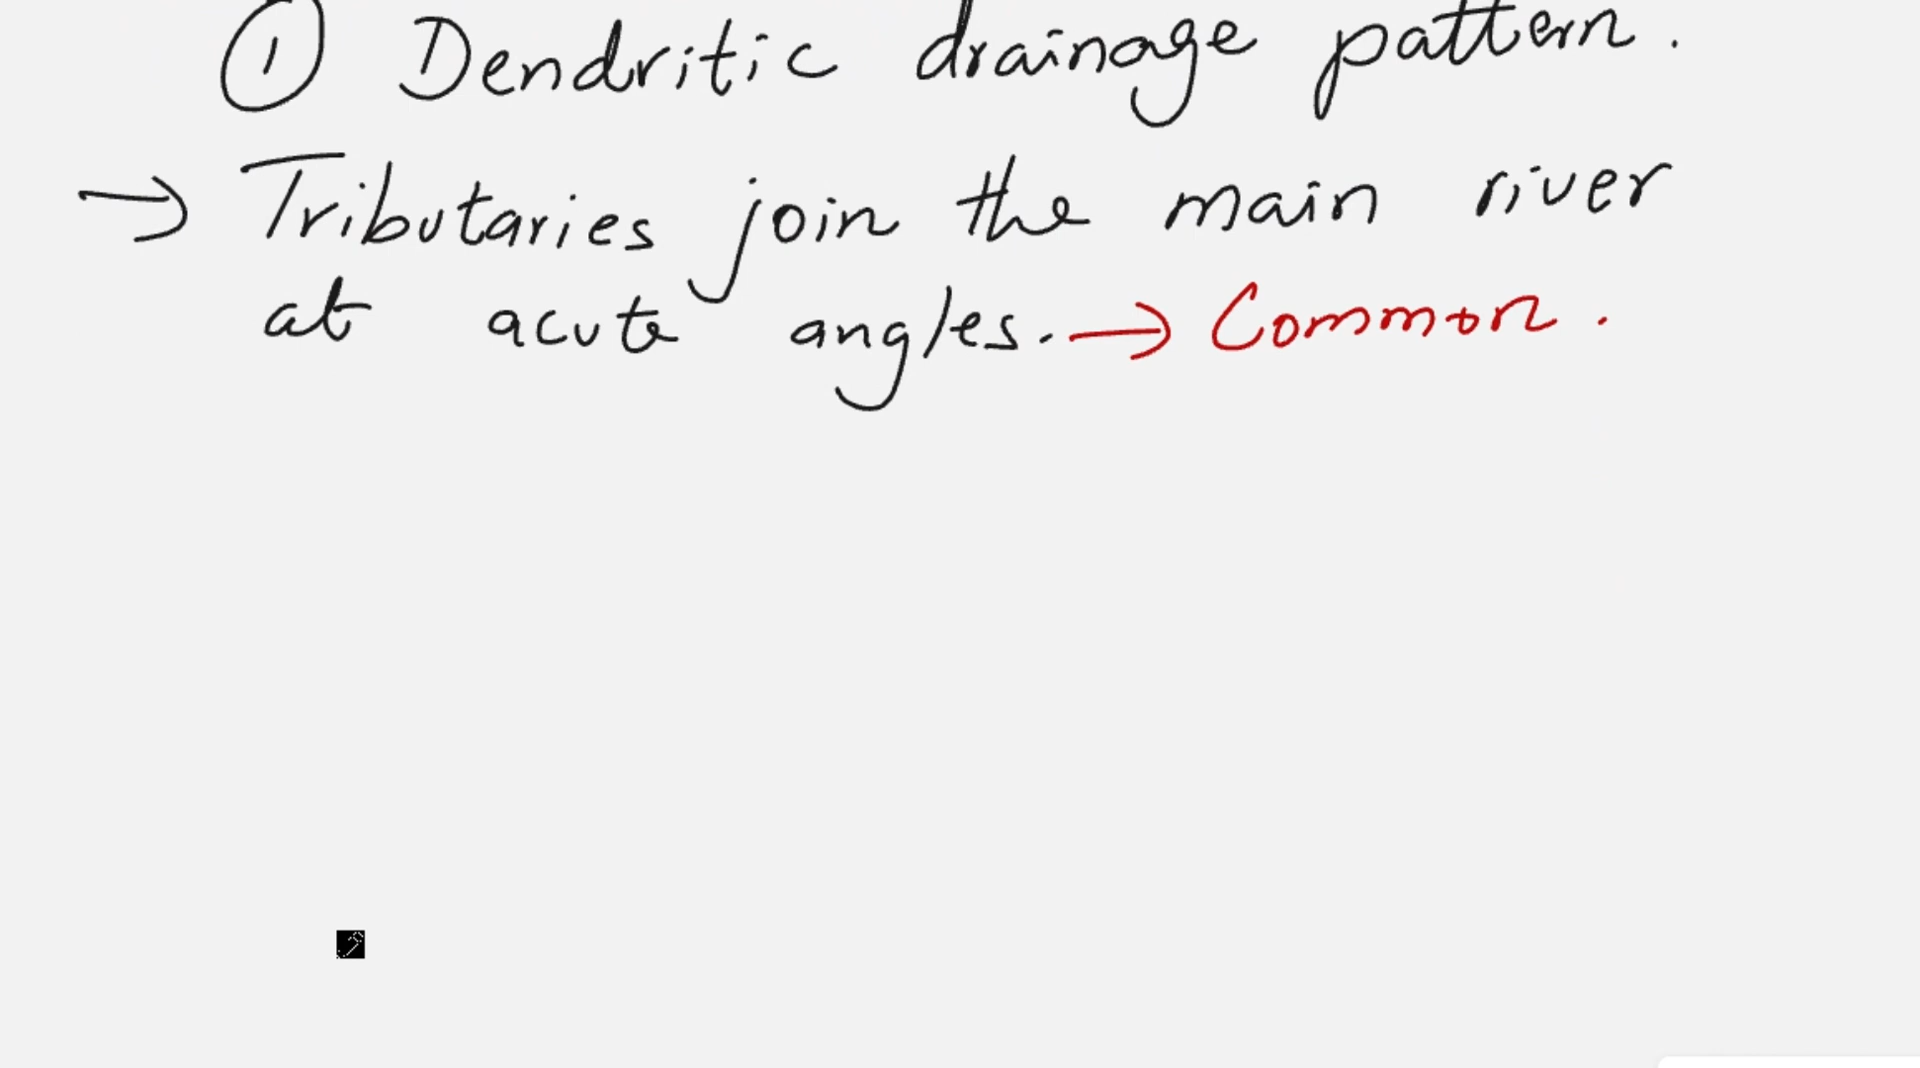 ① Dendritic drainage pattern.
→ Tributaries join the main river
at acute angles. → Common.